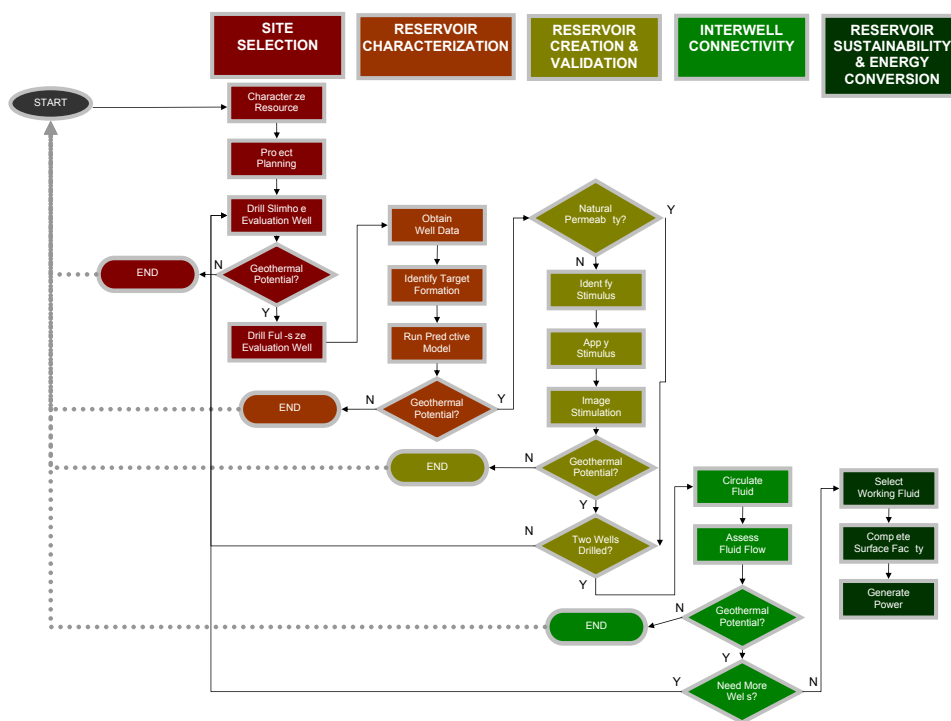 SITE
SELECTION
RESERVOIR
CHARACTERIZATION
RESERVOIR
CREATION &
VALIDATION
INTERWELL
CONNECTIVITY
RESERVOIR
SUSTAINABILITY
& ENERGY
CONVERSION
START
Character ze
Resource
Pro ect
Planning
Drill Slimho e
Evaluation Well
Geothermal
Potential?
N
END
Y
Drill Ful -s ze
Evaluation Well
Obtain
Well Data
Identify Target
Formation
Run Pred ctive
Model
Geothermal
Potential?
N
END
Y
Natural
Permeab ty?
Y
N
Ident fy
Stimulus
App y
Stimulus
Image
Stimulation
Geothermal
Potential?
N
END
Y
Two Wells
Drilled?
N
Y
Circulate
Fluid
Assess
Fluid Flow
Geothermal
Potential?
N
END
Y
Need More
Wel s?
Y
N
Select
Working Fluid
Comp ete
Surface Fac ty
Generate
Power